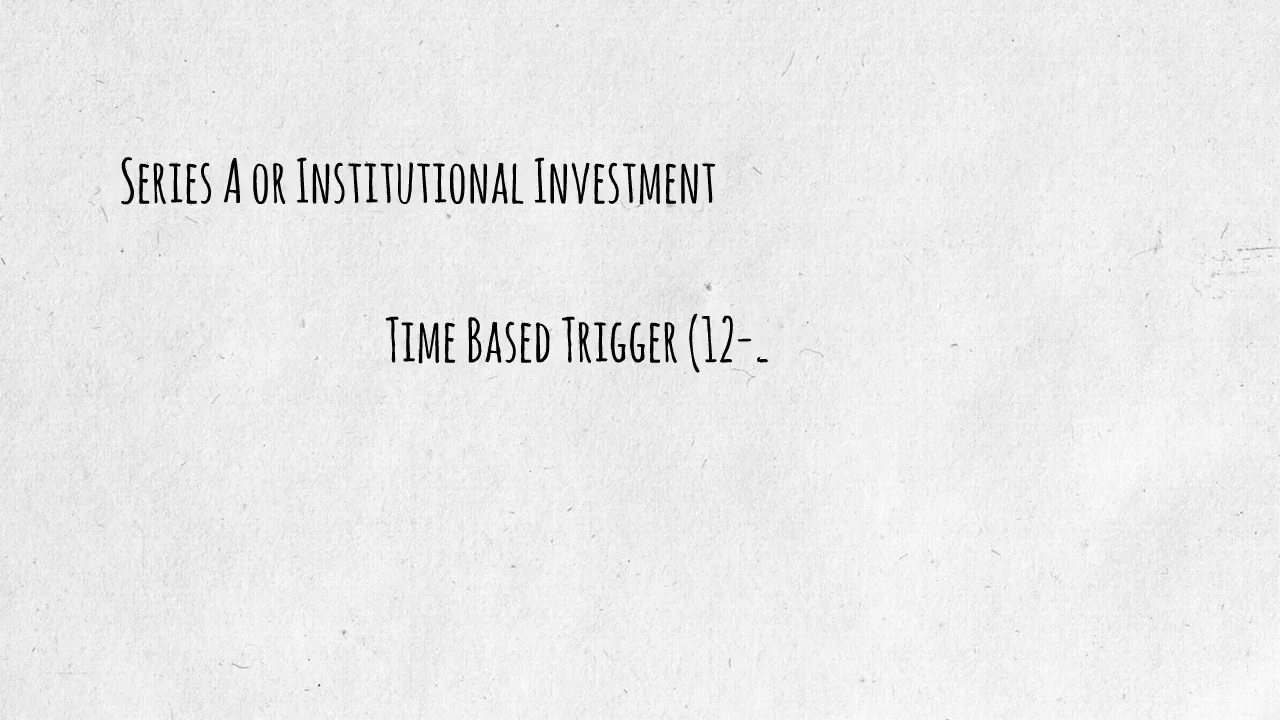 Series A or Institutional Investment
Time Based Trigger (12-